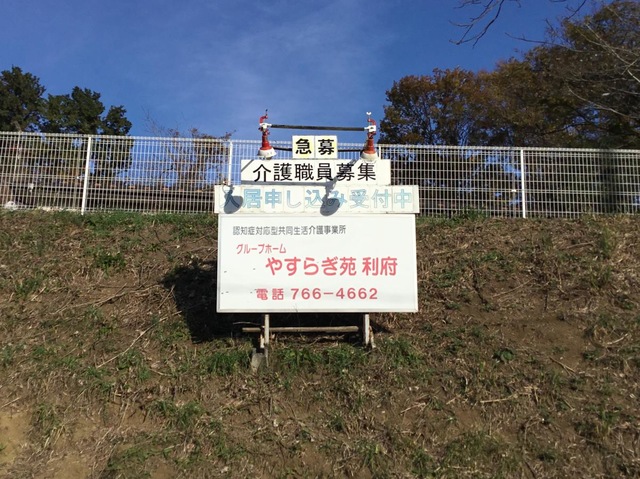 急募
介護職員募集
入居申し込み受付中
認知症対応型共同生活介護事業所
グループホーム
やすらぎ苑 利府
電話 766-4662